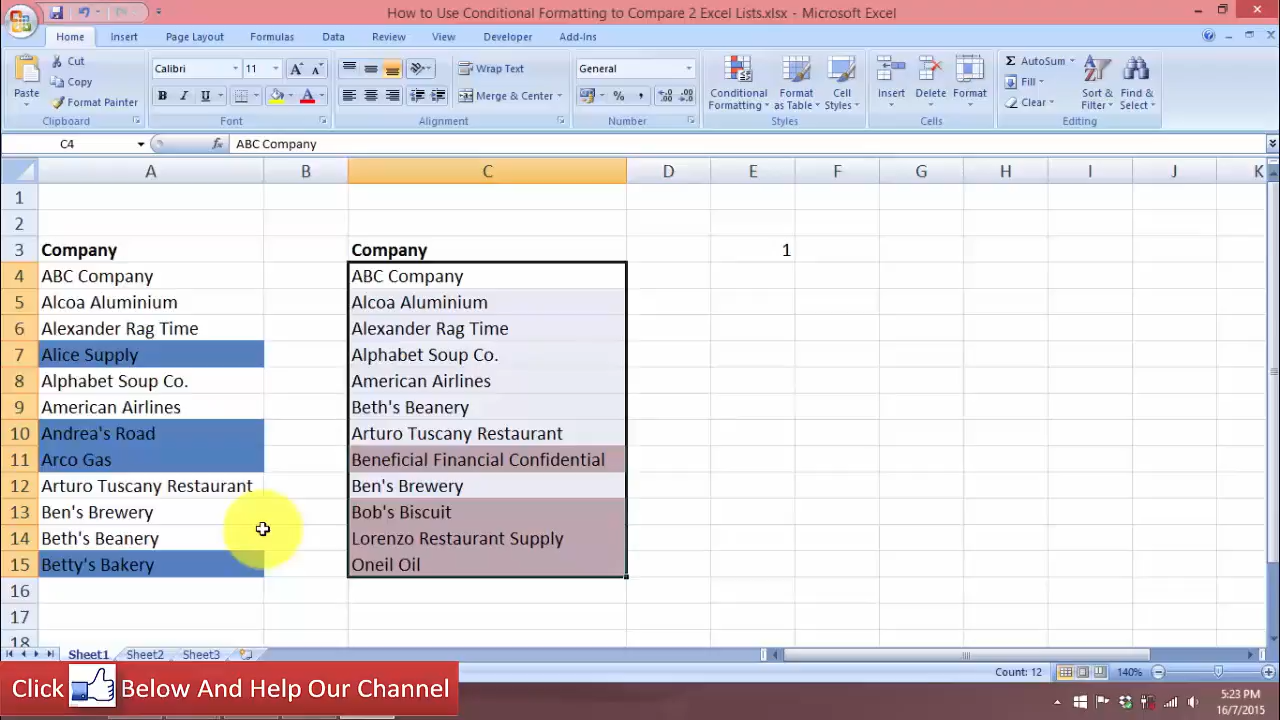 How to Use Conditional Formatting to Compare 2 Excel Lists.xlsx - Microsoft Excel
Home Insert Page Layout Formulas Data Review View Developer Add-Ins
Paste
Cut
Copy
Format Painter
Clipboard
Calibri 11
B I U A
Font
Wrap Text
Merge & Center
Alignment
General
% ,
Number
Conditional Formatting
Format as Table
Cell Styles
Styles
Insert
Delete
Format
Cells
AutoSum
Fill
Clear
Sort & Filter
Find & Select
Editing
C4 fx ABC Company
A B C D E F G H I J K
1
2
3 Company Company 1
4 ABC Company ABC Company
5 Alcoa Aluminium Alcoa Aluminium
6 Alexander Rag Time Alexander Rag Time
7 Alice Supply Alphabet Soup Co.
8 Alphabet Soup Co. American Airlines
9 American Airlines Beth's Beanery
10 Andrea's Road Arturo Tuscany Restaurant
11 Arco Gas Beneficial Financial Confidential
12 Arturo Tuscany Restaurant Ben's Brewery
13 Ben's Brewery Bob's Biscuit
14 Beth's Beanery Lorenzo Restaurant Supply
15 Betty's Bakery Oneil Oil
16
17
18
Sheet1 Sheet2 Sheet3
Count: 12 140%
Click Below And Help Our Channel
5:23 PM
16/7/2015